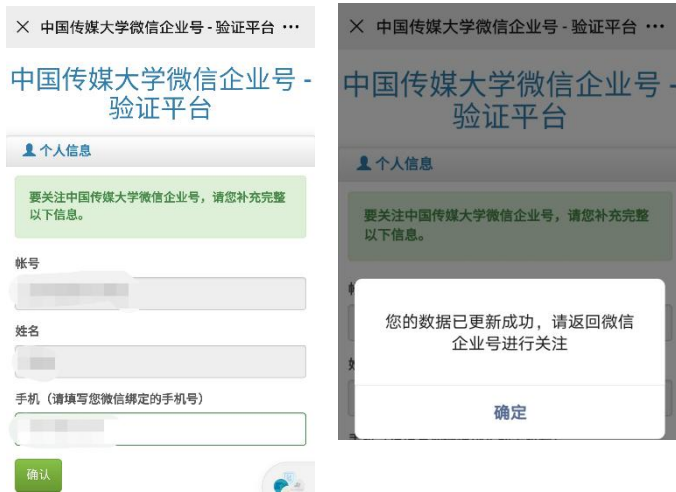 中国传媒大学微信企业号 - 验证平台
中国传媒大学微信企业号 -
验证平台
个人信息
要关注中国传媒大学微信企业号，请您补充完整
以下信息。
帐号
姓名
手机（请填写您微信绑定的手机号）
确认
中国传媒大学微信企业号 - 验证平台
中国传媒大学微信企业号 -
验证平台
个人信息
要关注中国传媒大学微信企业号，请您补充完整
以下信息。
您的数据已更新成功，请返回微信
企业号进行关注
确定